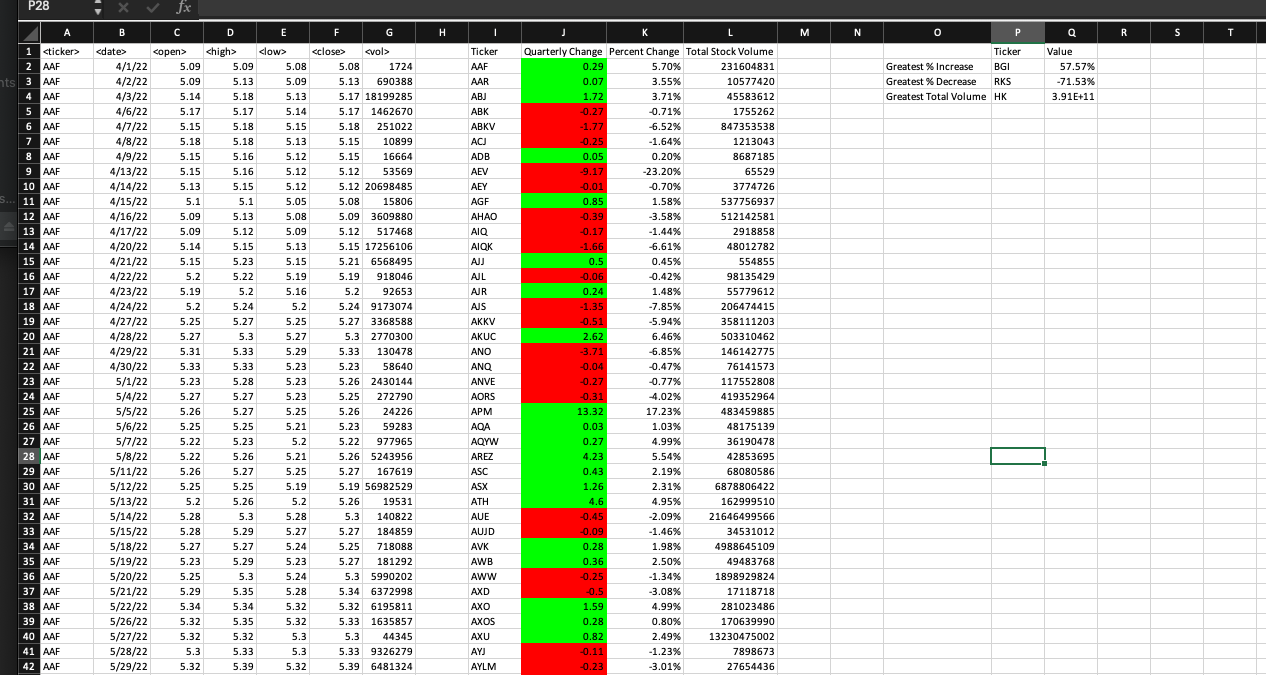 P28 fx
A B C D E F G H I J K L M N O P Q R S T
1 <ticker> <date> <open> <high> <low> <close> <vol> Ticker Quarterly Change Percent Change Total Stock Volume Ticker Value
2 AAF 4/1/22 5.09 5.09 5.08 5.08 1724 AAF 0.29 5.70% 231604831 Greatest % Increase BGI 57.57%
3 AAF 4/2/22 5.09 5.13 5.09 5.13 690388 AAR 0.07 3.55% 10577420 Greatest % Decrease RKS -71.53%
4 AAF 4/3/22 5.14 5.18 5.13 5.17 18199285 ABJ 1.72 3.71% 45583612 Greatest Total Volume HK 3.91E+11
5 AAF 4/6/22 5.17 5.17 5.14 5.17 1462670 ABK -0.27 -0.71% 1755262
6 AAF 4/7/22 5.15 5.18 5.15 5.18 251022 ABKV -1.77 -6.52% 847353538
7 AAF 4/8/22 5.18 5.18 5.13 5.15 10899 ACJ -0.25 -1.64% 1213043
8 AAF 4/9/22 5.15 5.16 5.12 5.15 16664 ADB 0.05 0.20% 8687185
9 AAF 4/13/22 5.15 5.16 5.12 5.12 53569 AEV -9.17 -23.20% 65529
10 AAF 4/14/22 5.13 5.15 5.12 5.12 20698485 AEY -0.01 -0.70% 3774726
11 AAF 4/15/22 5.1 5.1 5.05 5.08 15806 AGF 0.85 1.58% 537756937
12 AAF 4/16/22 5.09 5.13 5.08 5.09 3609880 AHAO -0.39 -3.58% 512142581
13 AAF 4/17/22 5.09 5.12 5.09 5.12 517468 AIQ -0.17 -1.44% 2918858
14 AAF 4/20/22 5.14 5.15 5.13 5.15 17256106 AIQK -1.66 -6.61% 48012782
15 AAF 4/21/22 5.15 5.23 5.15 5.21 6568495 AJJ 0.5 0.45% 554855
16 AAF 4/22/22 5.2 5.22 5.19 5.19 918046 AJL -0.06 -0.42% 98135429
17 AAF 4/23/22 5.19 5.2 5.16 5.2 92653 AJR 0.24 1.48% 55779612
18 AAF 4/24/22 5.2 5.24 5.2 5.24 9173074 AJS -1.35 -7.85% 206474415
19 AAF 4/27/22 5.25 5.27 5.25 5.27 3368588 AKKV -0.51 -5.94% 358111203
20 AAF 4/28/22 5.27 5.3 5.27 5.3 2770300 AKUC 2.62 6.46% 503310462
21 AAF 4/29/22 5.31 5.33 5.29 5.33 130478 ANO -3.71 -6.85% 146142775
22 AAF 4/30/22 5.33 5.33 5.23 5.23 58640 ANQ -0.04 -0.47% 76141573
23 AAF 5/1/22 5.23 5.28 5.23 5.26 2430144 ANVE -0.27 -0.77% 117552808
24 AAF 5/4/22 5.27 5.27 5.23 5.25 272790 AORS -0.31 -4.02% 419352964
25 AAF 5/5/22 5.26 5.27 5.25 5.26 24226 APM 13.32 17.23% 483459885
26 AAF 5/6/22 5.25 5.25 5.21 5.23 59283 AQA 0.03 1.03% 48175139
27 AAF 5/7/22 5.22 5.23 5.2 5.22 977965 AQYW 0.27 4.99% 36190478
28 AAF 5/8/22 5.22 5.26 5.21 5.26 5243956 AREZ 4.23 5.54% 42853695
29 AAF 5/11/22 5.26 5.27 5.25 5.27 167619 ASC 0.43 2.19% 68080586
30 AAF 5/12/22 5.25 5.25 5.19 5.19 56982529 ASX 1.26 2.31% 6878806422
31 AAF 5/13/22 5.2 5.26 5.2 5.26 19531 ATH 4.6 4.95% 162999510
32 AAF 5/14/22 5.28 5.3 5.28 5.3 140822 AUE -0.45 -2.09% 21646499566
33 AAF 5/15/22 5.28 5.29 5.27 5.27 184859 AUJD -0.09 -1.46% 34531012
34 AAF 5/18/22 5.27 5.27 5.24 5.25 718088 AVK 0.28 1.98% 4988645109
35 AAF 5/19/22 5.23 5.29 5.23 5.27 181292 AWB 0.36 2.50% 49483768
36 AAF 5/20/22 5.25 5.3 5.24 5.3 5990202 AWW -0.25 -1.34% 1898929824
37 AAF 5/21/22 5.29 5.35 5.28 5.34 6372998 AXD -0.5 -3.08% 17118718
38 AAF 5/22/22 5.34 5.34 5.32 5.32 6195811 AXO 1.59 4.99% 281023486
39 AAF 5/26/22 5.32 5.35 5.32 5.33 1635857 AXOS 0.28 0.80% 170639990
40 AAF 5/27/22 5.32 5.32 5.3 5.3 44345 AXU 0.82 2.49% 13230475002
41 AAF 5/28/22 5.3 5.33 5.3 5.33 9326279 AYJ -0.11 -1.23% 7898673
42 AAF 5/29/22 5.32 5.39 5.32 5.39 6481324 AYLM -0.23 -3.01% 27654436